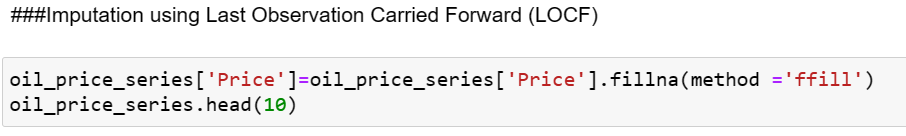 ###Imputation using Last Observation Carried Forward (LOCF)
oil_price_series['Price']=oil_price_series['Price'].fillna(method ='ffill')
oil_price_series.head(10)